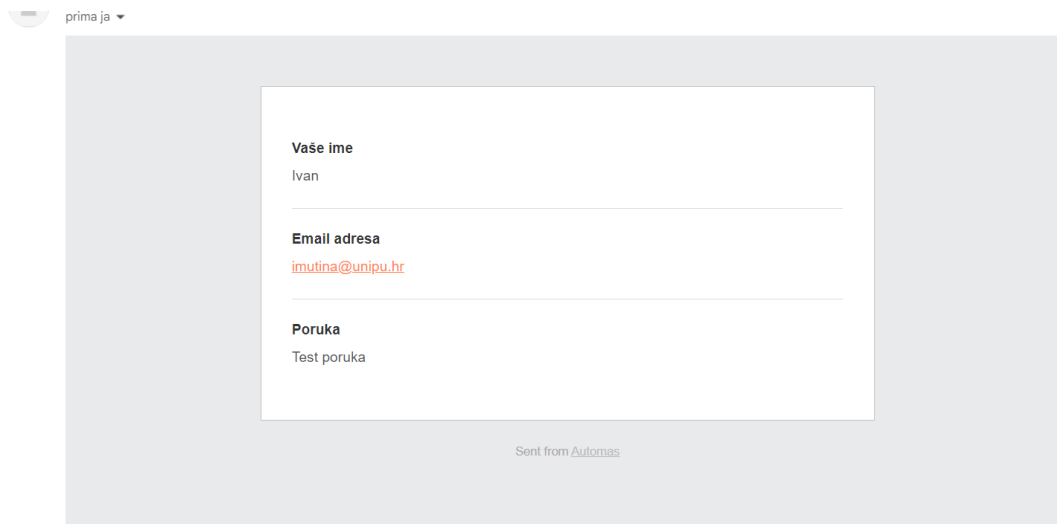 prima ja
Vaše ime
Ivan
Email adresa
imutina@unipu.hr
Poruka
Test poruka
Sent from Automas